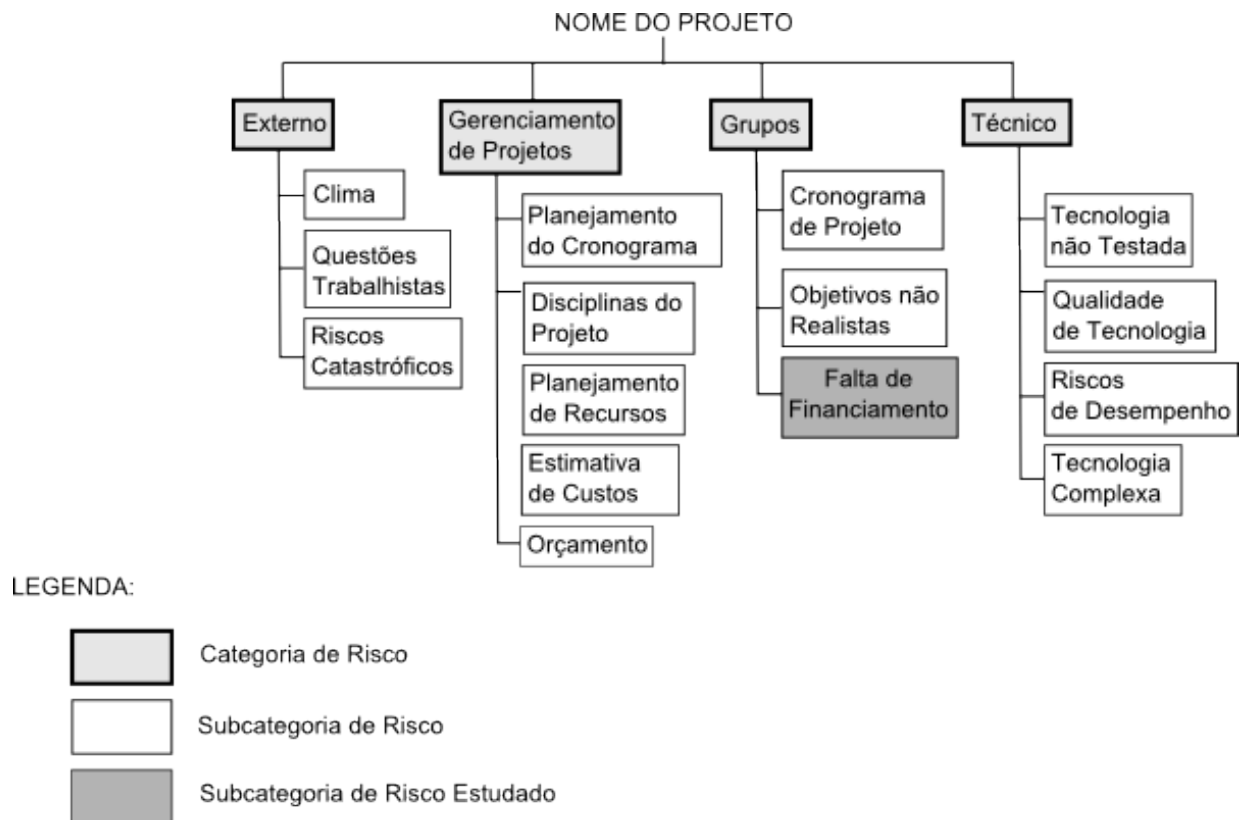 NOME DO PROJETO
Externo
Clima
Questões
Trabalhistas
Riscos
Catastróficos
Gerenciamento
de Projetos
Planejamento
do Cronograma
Disciplinas do
Projeto
Planejamento
de Recursos
Estimativa
de Custos
Orçamento
Grupos
Cronograma
de Projeto
Objetivos não
Realistas
Falta de
Financiamento
Técnico
Tecnologia
não Testada
Qualidade
de Tecnologia
Riscos
de Desempenho
Tecnologia
Complexa
LEGENDA:
Categoria de Risco
Subcategoria de Risco
Subcategoria de Risco Estudado